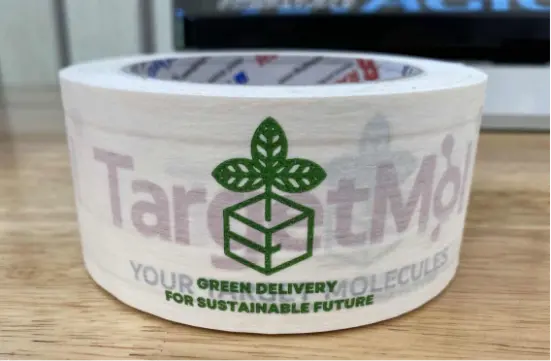 TargetMol
YOUR TARGET MOLECULES
GREEN DELIVERY
FOR SUSTAINABLE FUTURE